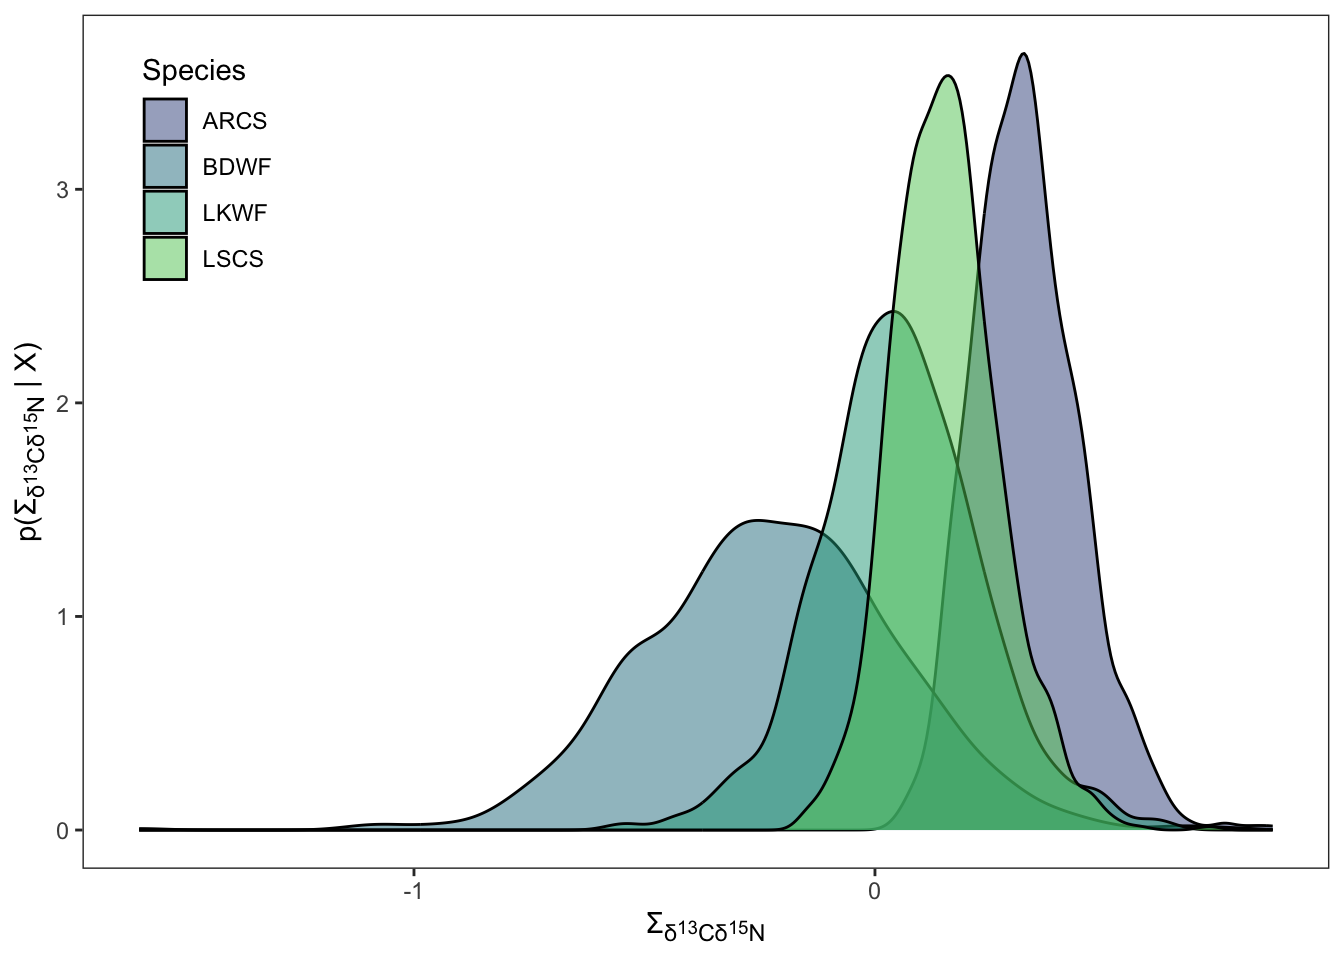 Species
ARCS
BDWF
LKWF
LSCS
p(Σδ¹³Cδ¹⁵N | X)
3
2
1
0
-1
0
Σδ¹³Cδ¹⁵N